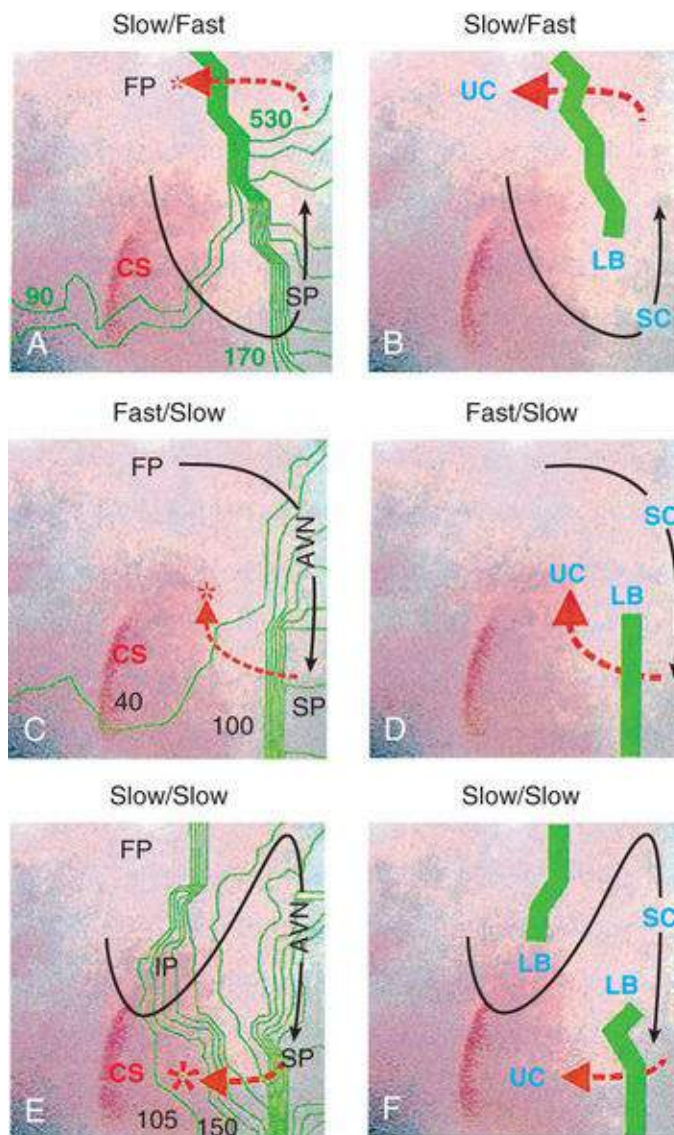 Slow/Fast
Slow/Fast
FP *
530
CS
90
SP
A
170
UC
LB
SC
B
Fast/Slow
Fast/Slow
FP
AVN
*
CS
40
100
SP
C
SC
UC
LB
D
Slow/Slow
Slow/Slow
FP
AVN
IP
SP
CS *
E
105
150
SC
LB
LB
UC
F